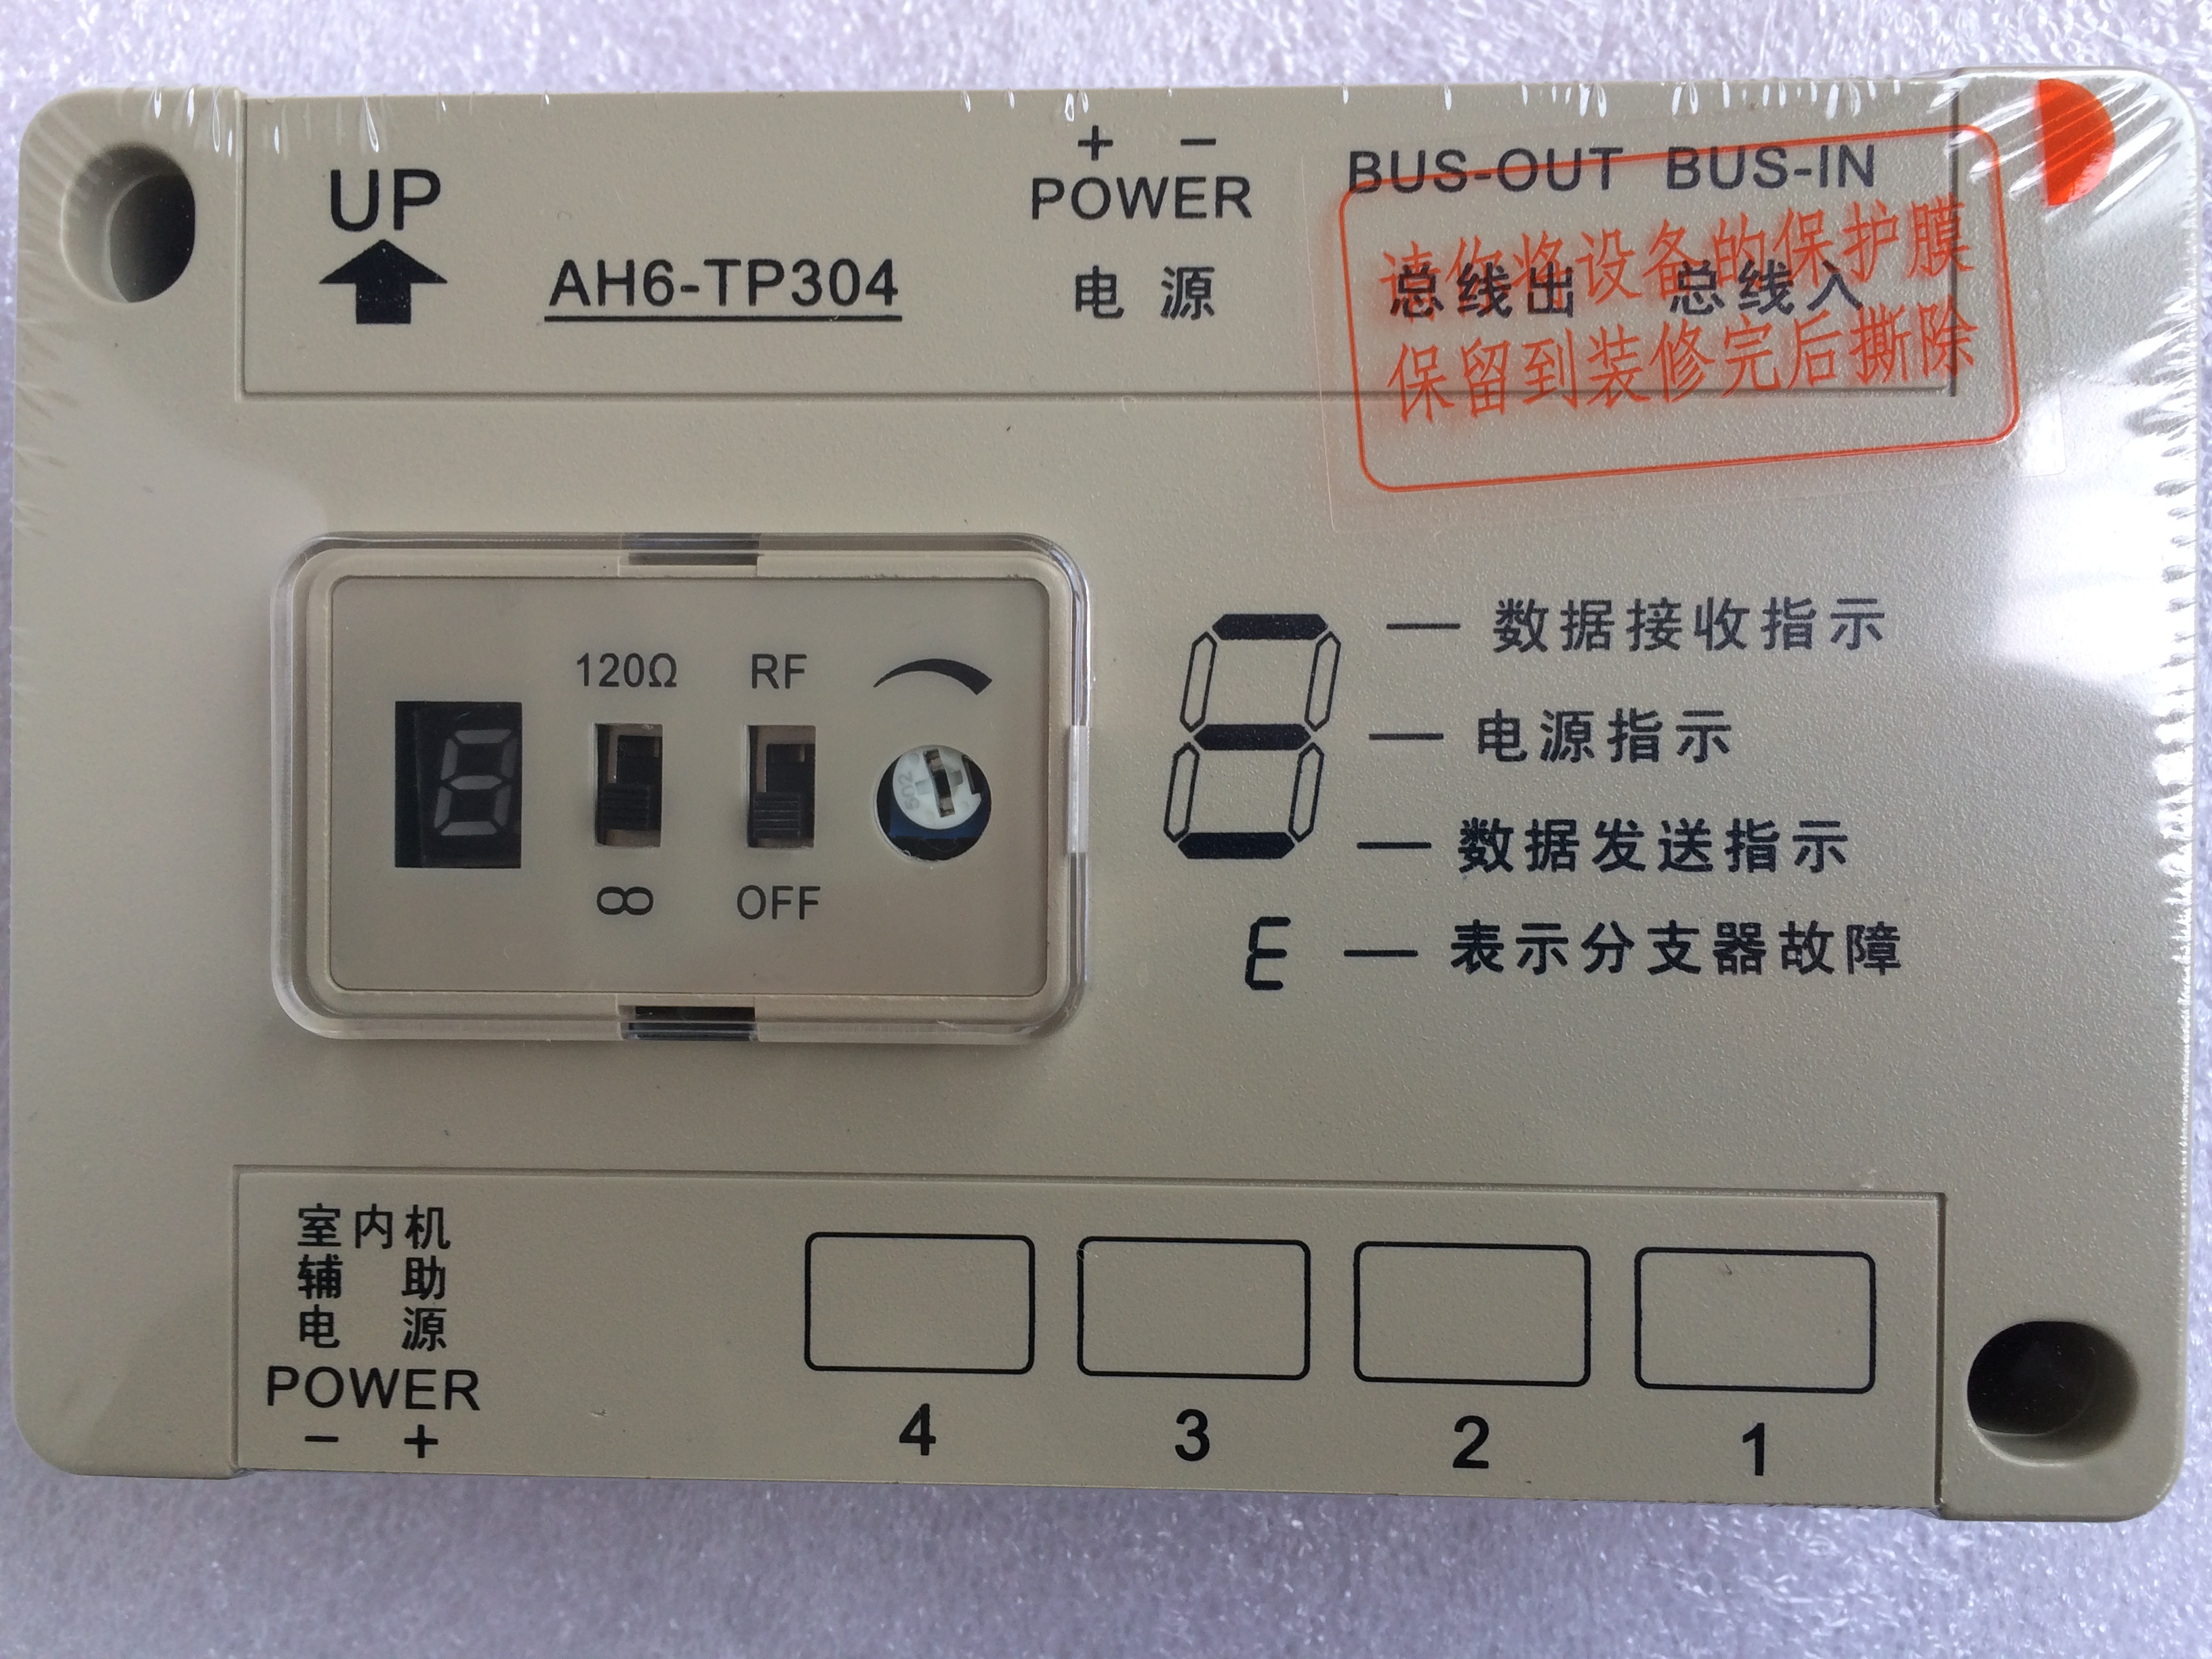 UP
AH6-TP304
+ −
POWER
电 源
BUS-OUT BUS-IN
总线出 总线入
请您将设备的保护膜
保留到装修完后撕除
120Ω RF
∞ OFF
502
数据接收指示
电源指示
数据发送指示
E — 表示分支器故障
室内机
辅助
电源
POWER
− +
4 3 2 1